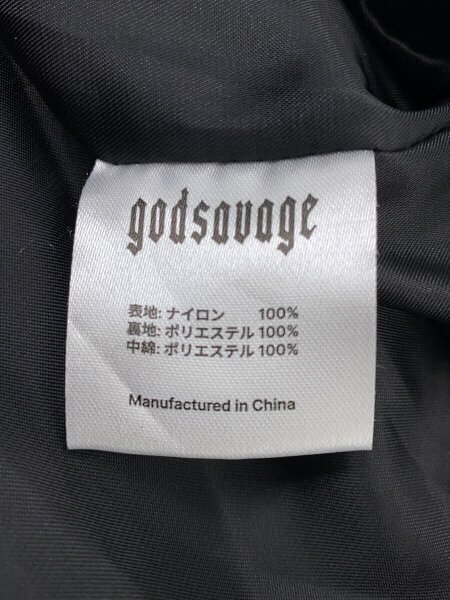 godsavage
表地: ナイロン 100%
裏地: ポリエステル 100%
中綿: ポリエステル 100%
Manufactured in China